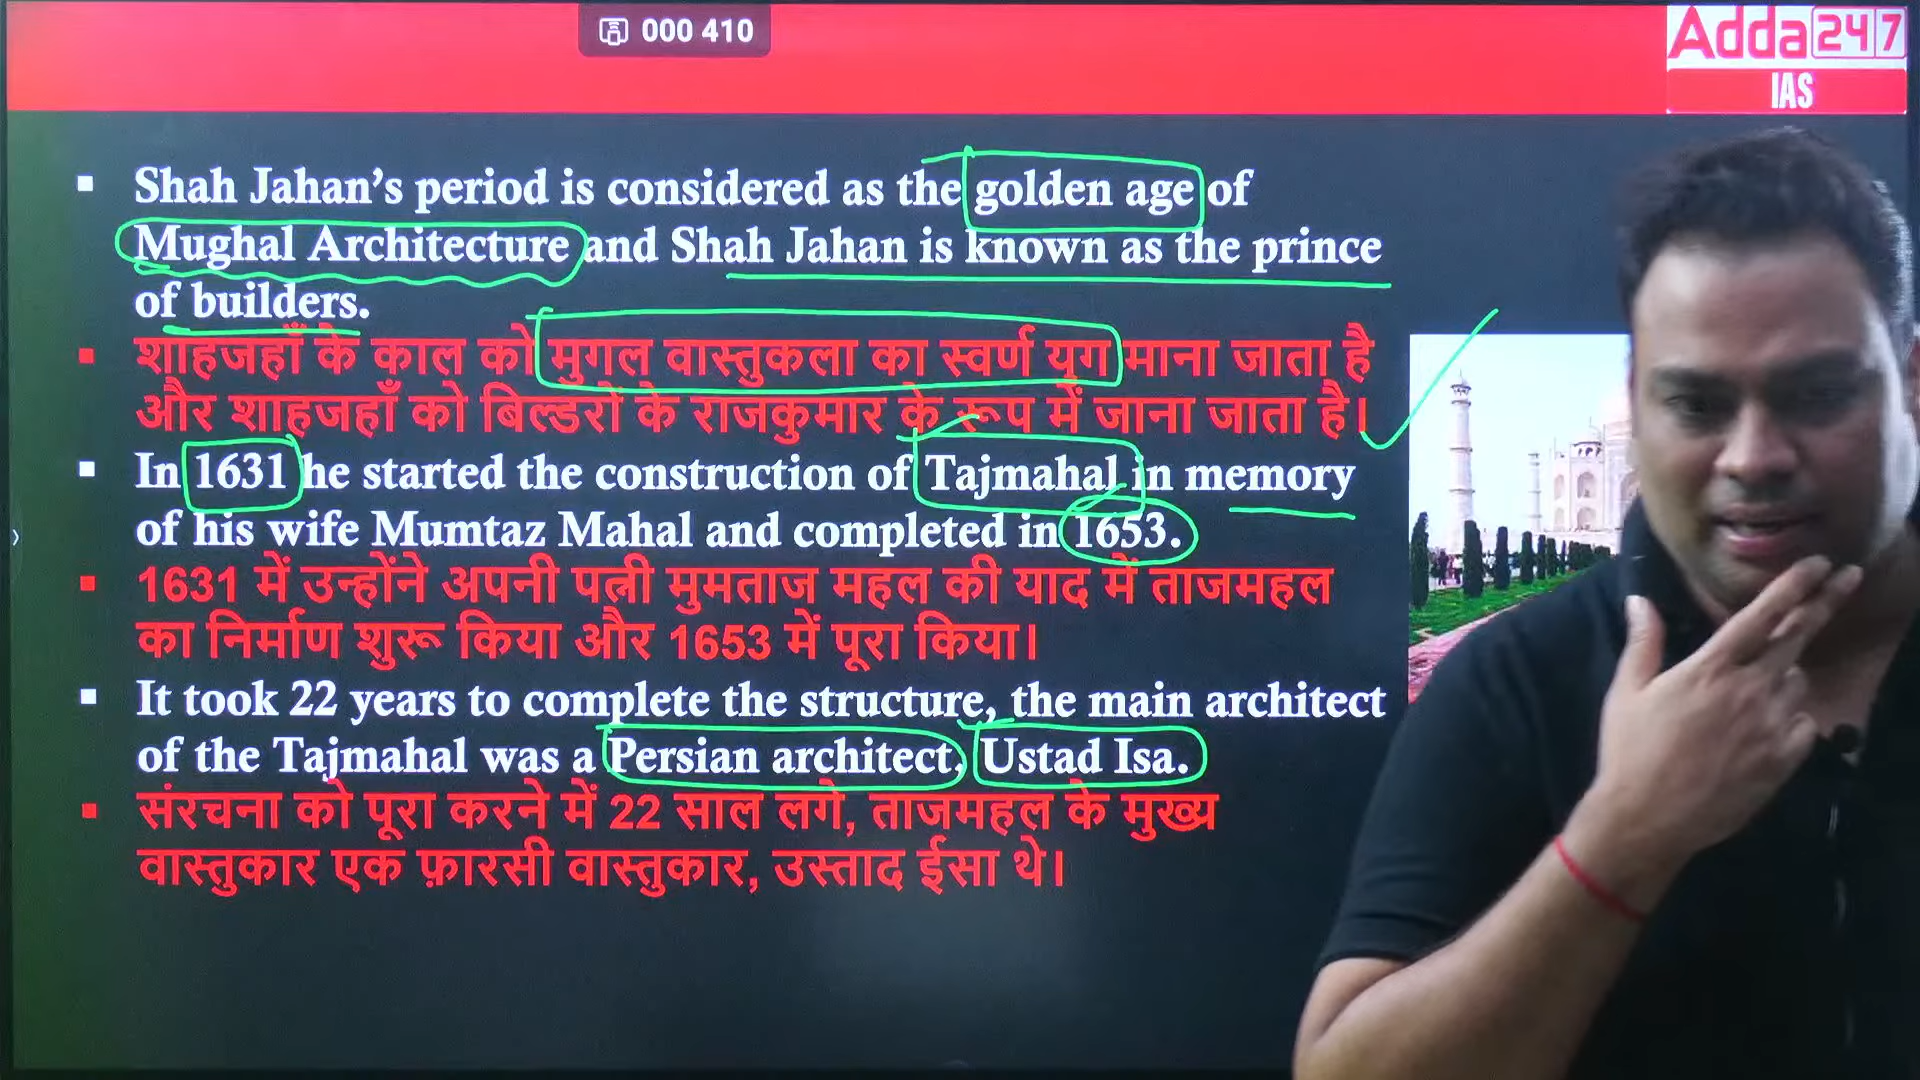 000 410
Adda247
IAS
Shah Jahan’s period is considered as the golden age of
Mughal Architecture and Shah Jahan is known as the prince
of builders.
शाहजहाँ के काल को मुगल वास्तुकला का स्वर्ण युग माना जाता है
और शाहजहाँ को बिल्डरों के राजकुमार के रूप में जाना जाता है।
In 1631 he started the construction of Tajmahal in memory
of his wife Mumtaz Mahal and completed in 1653.
1631 में उन्होंने अपनी पत्नी मुमताज महल की याद में ताजमहल
का निर्माण शुरू किया और 1653 में पूरा किया।
It took 22 years to complete the structure, the main architect
of the Tajmahal was a Persian architect, Ustad Isa.
संरचना को पूरा करने में 22 साल लगे, ताजमहल के मुख्य
वास्तुकार एक फ़ारसी वास्तुकार, उस्ताद ईसा थे।